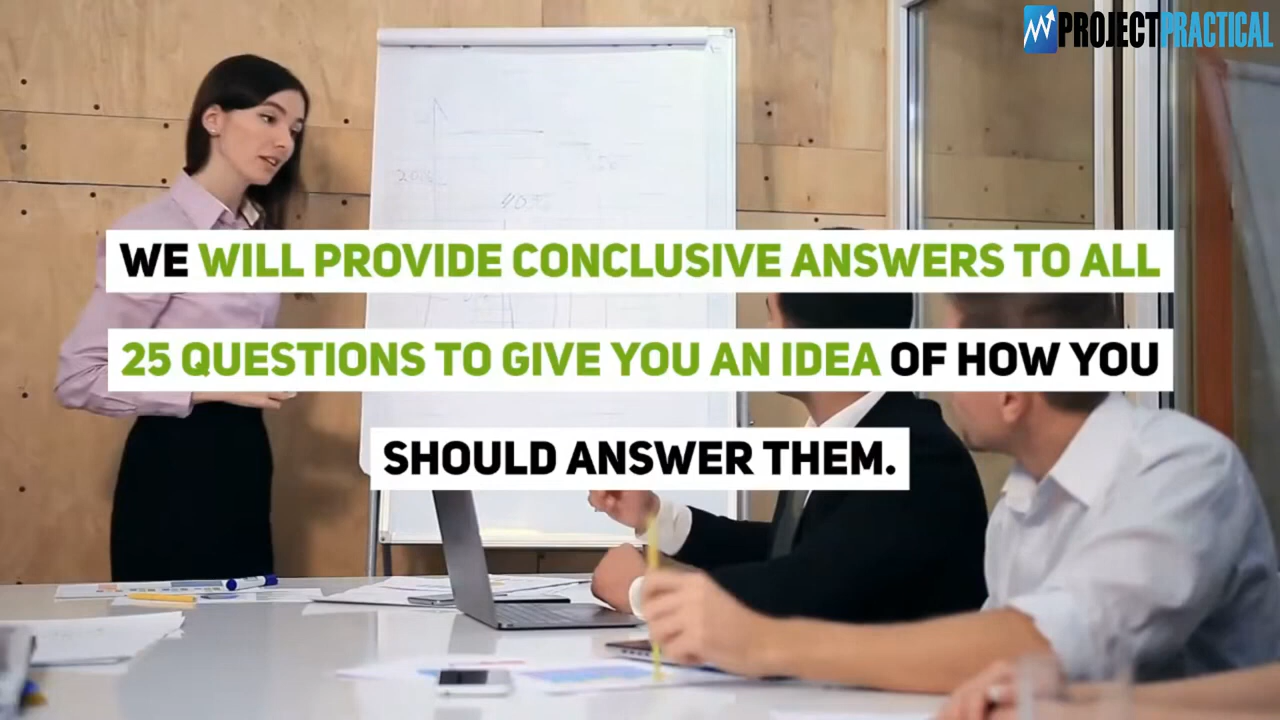 PROJECTPRACTICAL
WE WILL PROVIDE CONCLUSIVE ANSWERS TO ALL
25 QUESTIONS TO GIVE YOU AN IDEA OF HOW YOU
SHOULD ANSWER THEM.